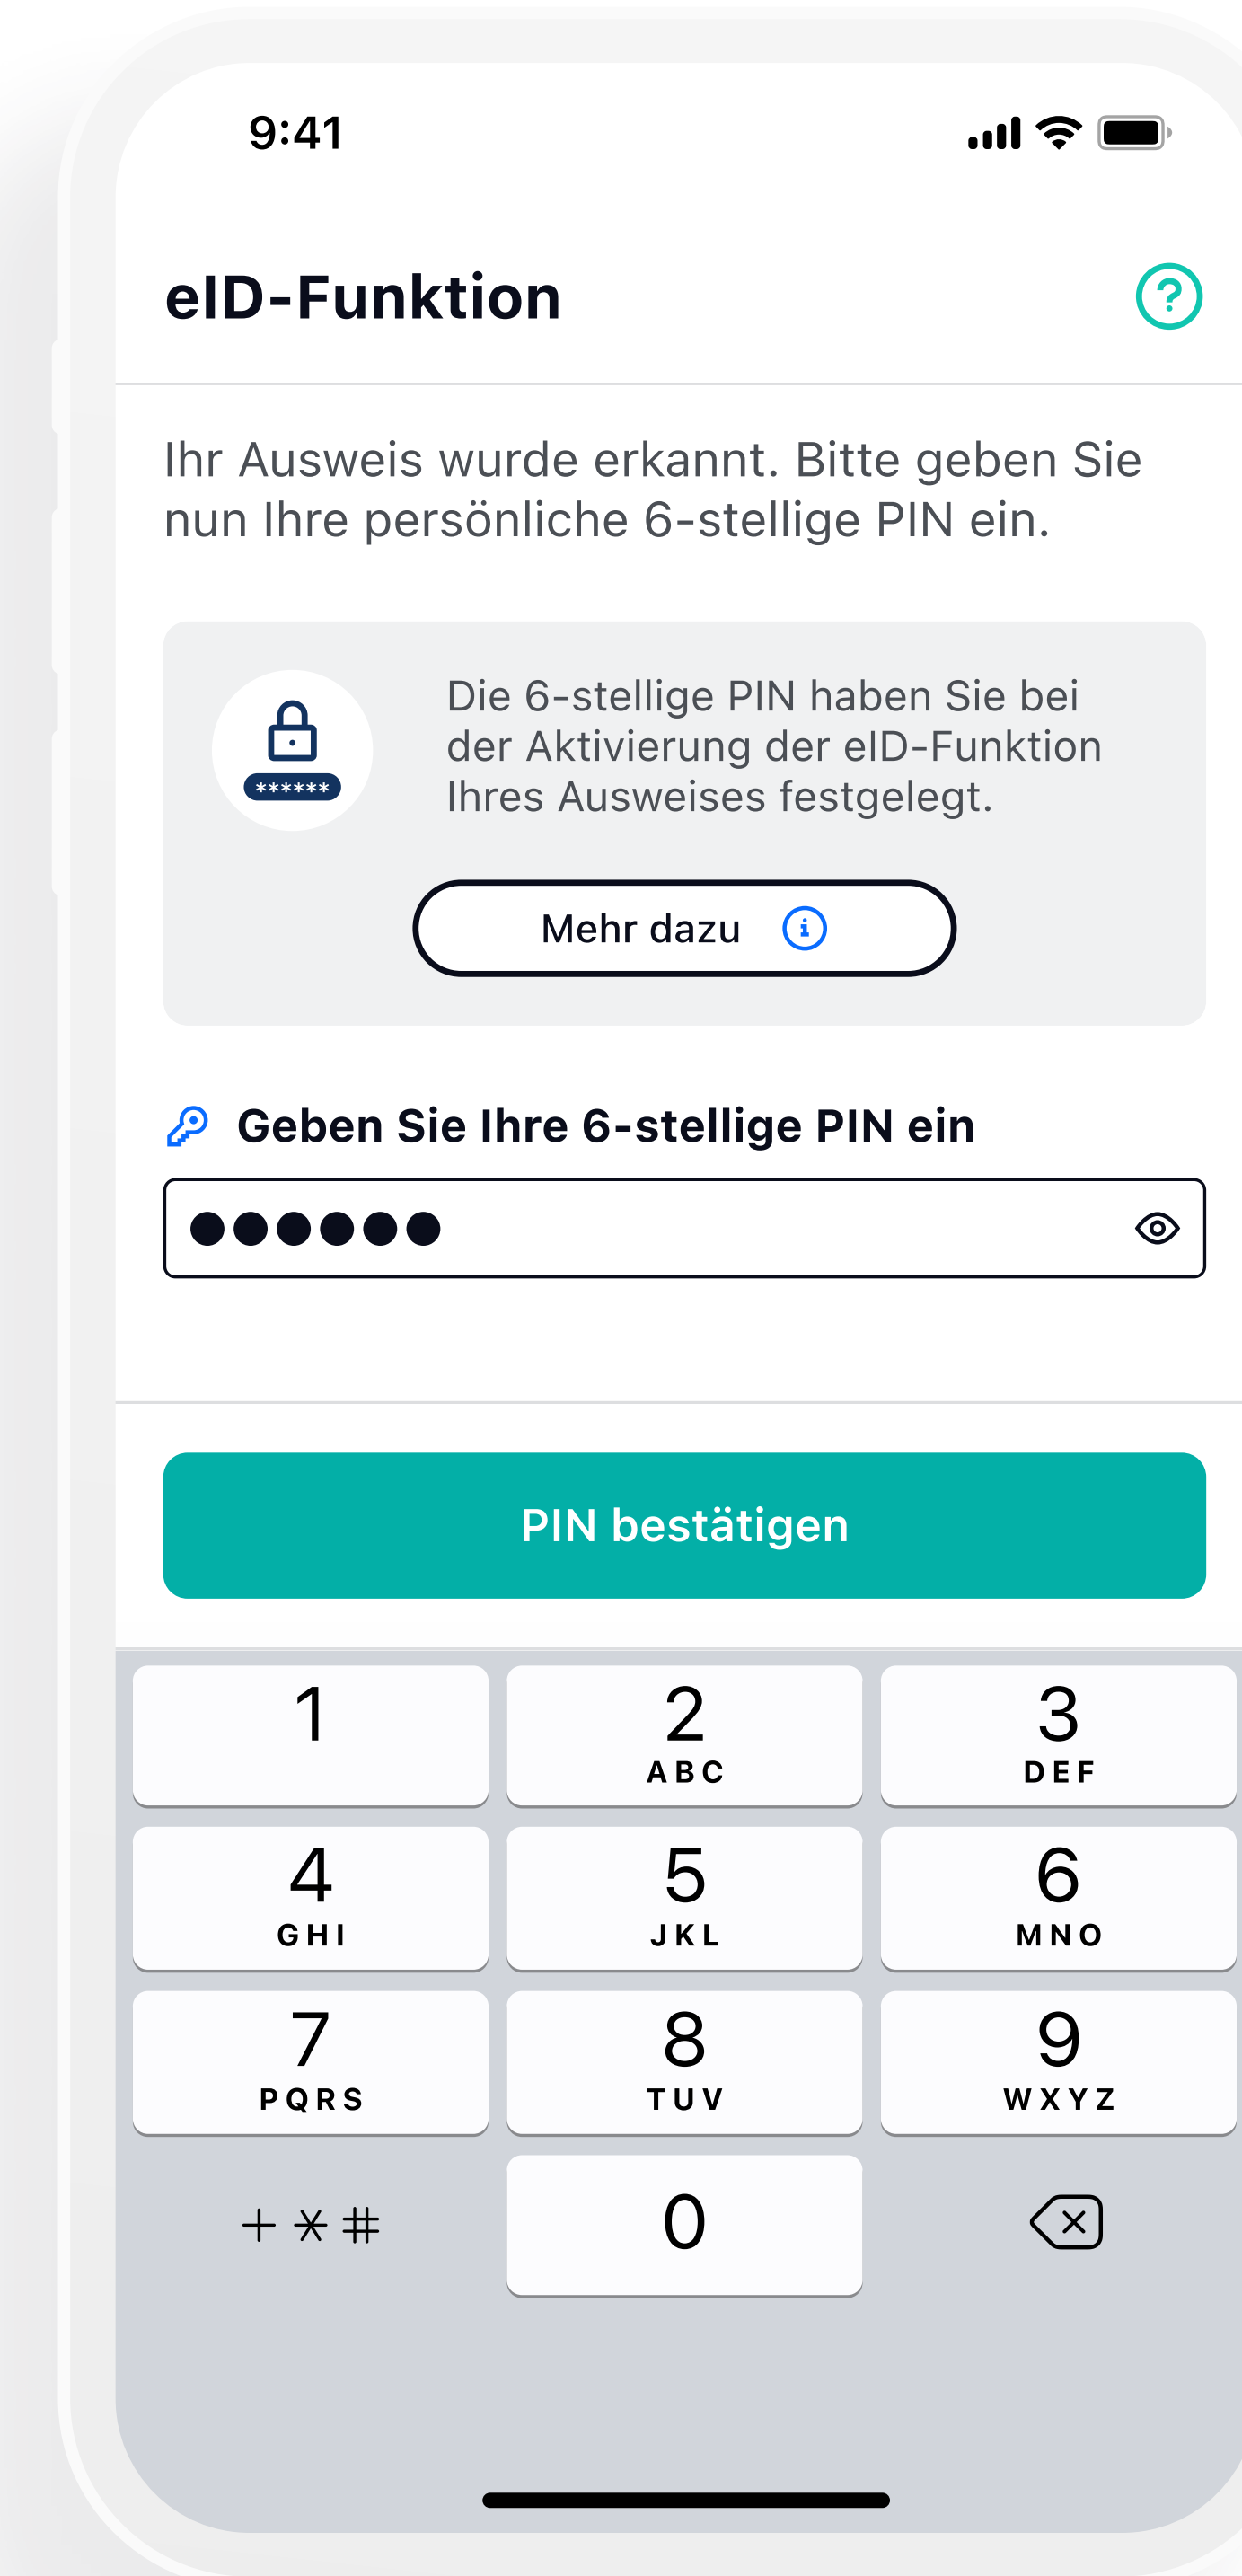 9:41
eID-Funktion
?
Ihr Ausweis wurde erkannt. Bitte geben Sie
nun Ihre persönliche 6-stellige PIN ein.
Die 6-stellige PIN haben Sie bei
der Aktivierung der eID-Funktion
Ihres Ausweises festgelegt.
******
Mehr dazu i
Geben Sie Ihre 6-stellige PIN ein
●●●●●●
PIN bestätigen
1 2 3
ABC DEF
4 5 6
GHI JKL MNO
7 8 9
PQRS TUV WXYZ
+*# 0